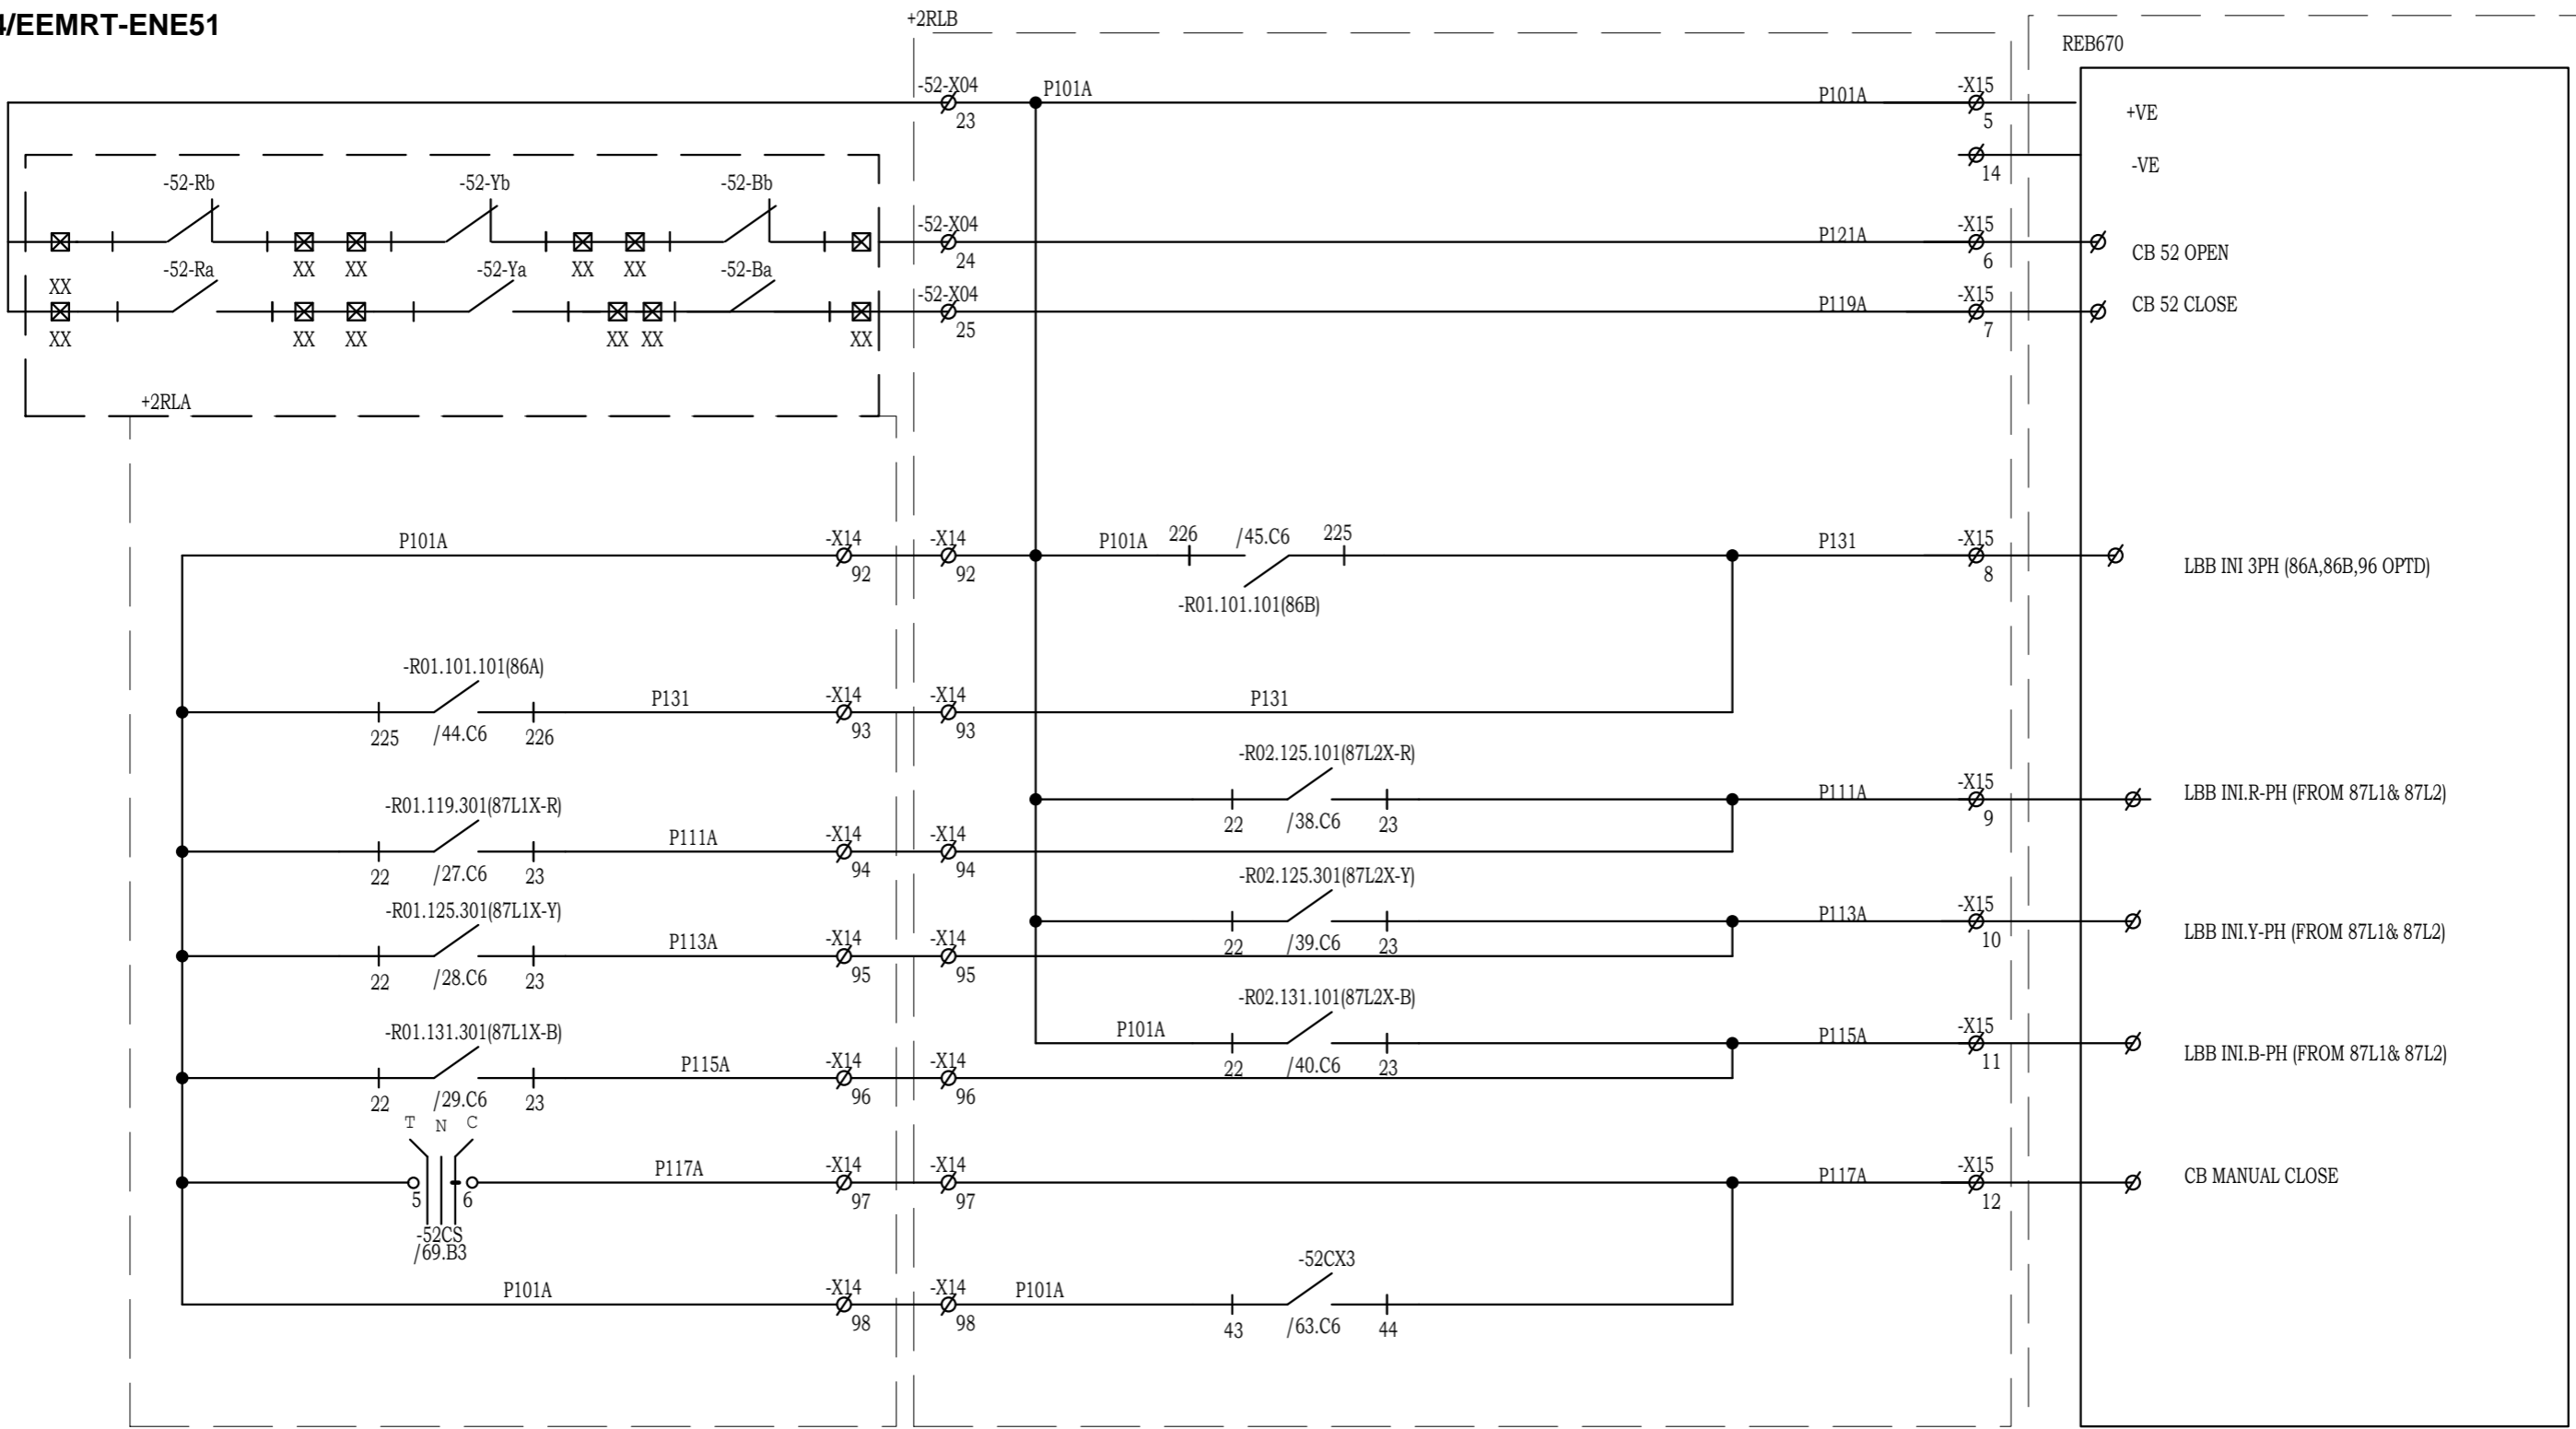 4/EEMRT-ENE51
+2RLB
REB670
-52-X04
P101A
P101A
-X15
23
5
+VE
14
-VE
-52-Rb
-52-Yb
-52-Bb
-52-X04
P121A
-X15
24
6
CB 52 OPEN
XX
XX
XX
XX
-52-Ra
-52-Ya
-52-Ba
XX
-52-X04
P119A
-X15
25
7
CB 52 CLOSE
XX
XX
XX
XX
XX
XX
+2RLA
P101A
-X14
-X14
P101A
226
/45.C6
225
P131
-X15
92
92
8
LBB INI 3PH (86A,86B,96 OPTD)
-R01.101.101(86B)
-R01.101.101(86A)
P131
-X14
-X14
P131
225
/44.C6
226
93
93
-R02.125.101(87L2X-R)
P111A
-X15
9
LBB INI.R-PH (FROM 87L1& 87L2)
22
/38.C6
23
-R01.119.301(87L1X-R)
P111A
-X14
-X14
22
/27.C6
23
94
94
-R02.125.301(87L2X-Y)
P113A
-X15
10
LBB INI.Y-PH (FROM 87L1& 87L2)
22
/39.C6
23
-R01.125.301(87L1X-Y)
P113A
-X14
-X14
22
/28.C6
23
95
95
-R02.131.101(87L2X-B)
P101A
P115A
-X15
11
LBB INI.B-PH (FROM 87L1& 87L2)
22
/40.C6
23
-R01.131.301(87L1X-B)
P115A
-X14
-X14
22
/29.C6
23
96
96
T N C
P117A
-X14
-X14
P117A
-X15
CB MANUAL CLOSE
5
6
97
97
12
-52CS
/69.B3
P101A
-X14
-X14
P101A
-52CX3
98
98
43
/63.C6
44